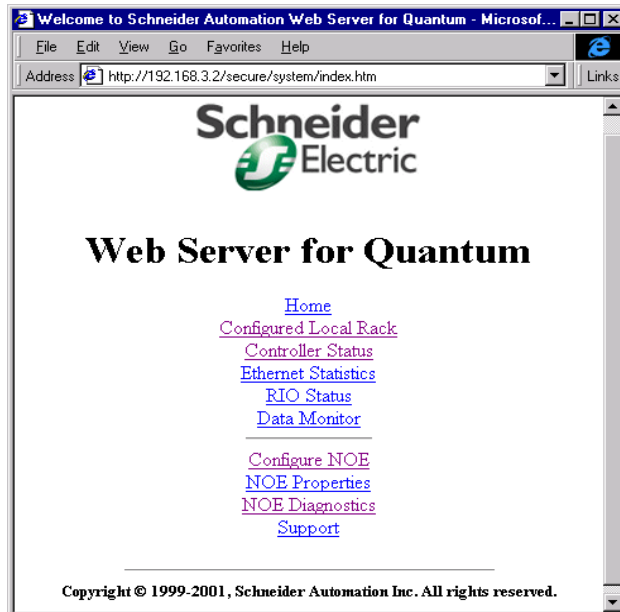 Welcome to Schneider Automation Web Server for Quantum - Microsof...
File Edit View Go Favorites Help
Address http://192.168.3.2/secure/system/index.htm Links
Schneider
Electric
Web Server for Quantum
Home
Configured Local Rack
Controller Status
Ethernet Statistics
RIO Status
Data Monitor
Configure NOE
NOE Properties
NOE Diagnostics
Support
Copyright © 1999-2001, Schneider Automation Inc. All rights reserved.